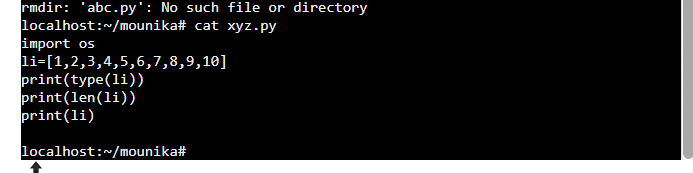 rmdir: 'abc.py': No such file or directory
localhost:~/mounika# cat xyz.py
import os
li=[1,2,3,4,5,6,7,8,9,10]
print(type(li))
print(len(li))
print(li)
localhost:~/mounika#